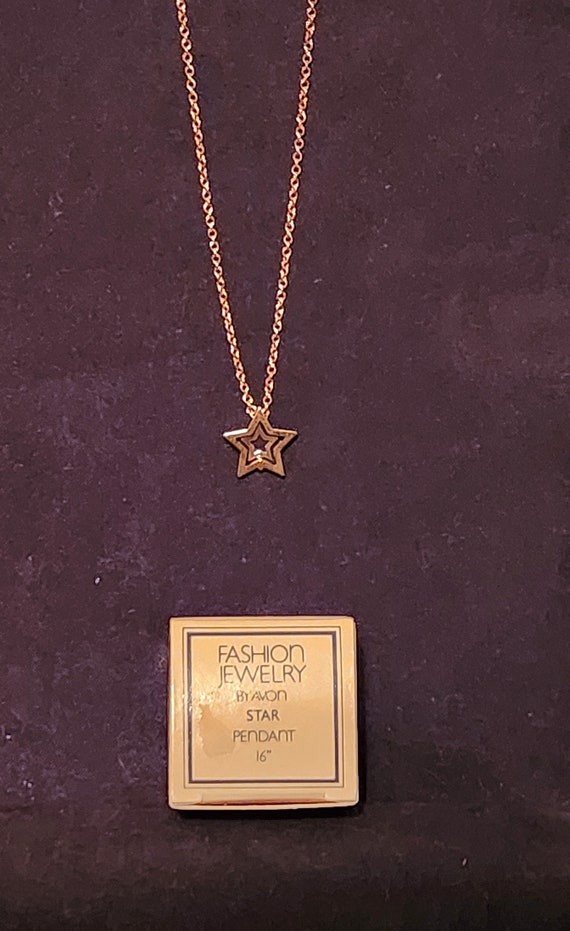 FASHION
JEWELRY
BY AVON
STAR
PENDANT
16"